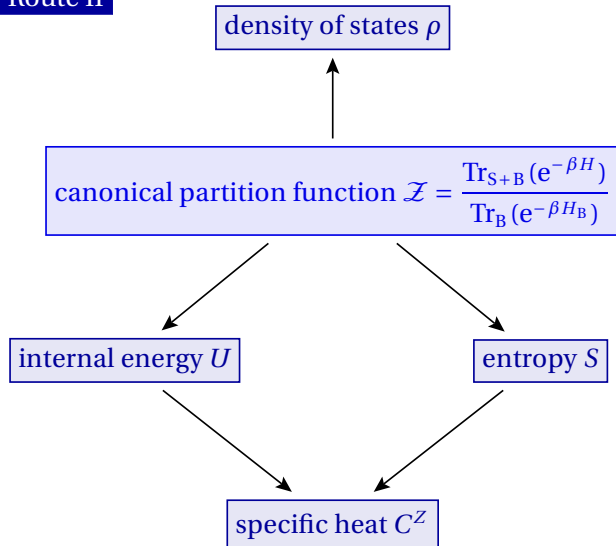 Route II
density of states ρ
canonical partition function 𝒵 = Tr_{S+B}(e^{−βH}) / Tr_B(e^{−βH_B})
internal energy U
entropy S
specific heat C^Z